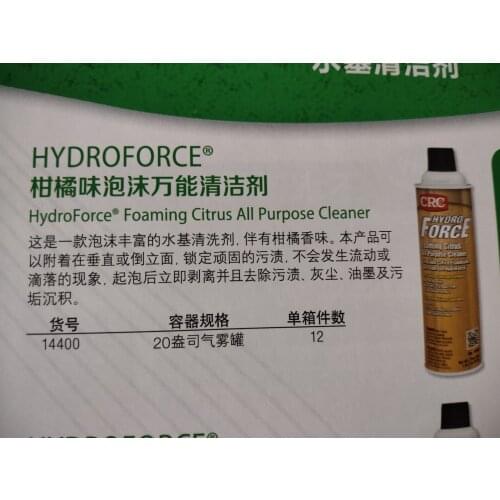 水基清洁剂
HYDROFORCE®
柑橘味泡沫万能清洁剂
HydroForce® Foaming Citrus All Purpose Cleaner
这是一款泡沫丰富的水基清洗剂, 伴有柑橘香味。本产品可
以附着在垂直或倒立面, 锁定顽固的污渍, 不会发生流动或
滴落的现象, 起泡后立即剥离并且去除污渍、灰尘、油墨及污
垢沉积。
货号 容器规格 单箱件数
14400 20盎司气雾罐 12
CRC
HYDRO
FORCE
Foaming Citrus
All Purpose Cleaner
HYDROFORCE®